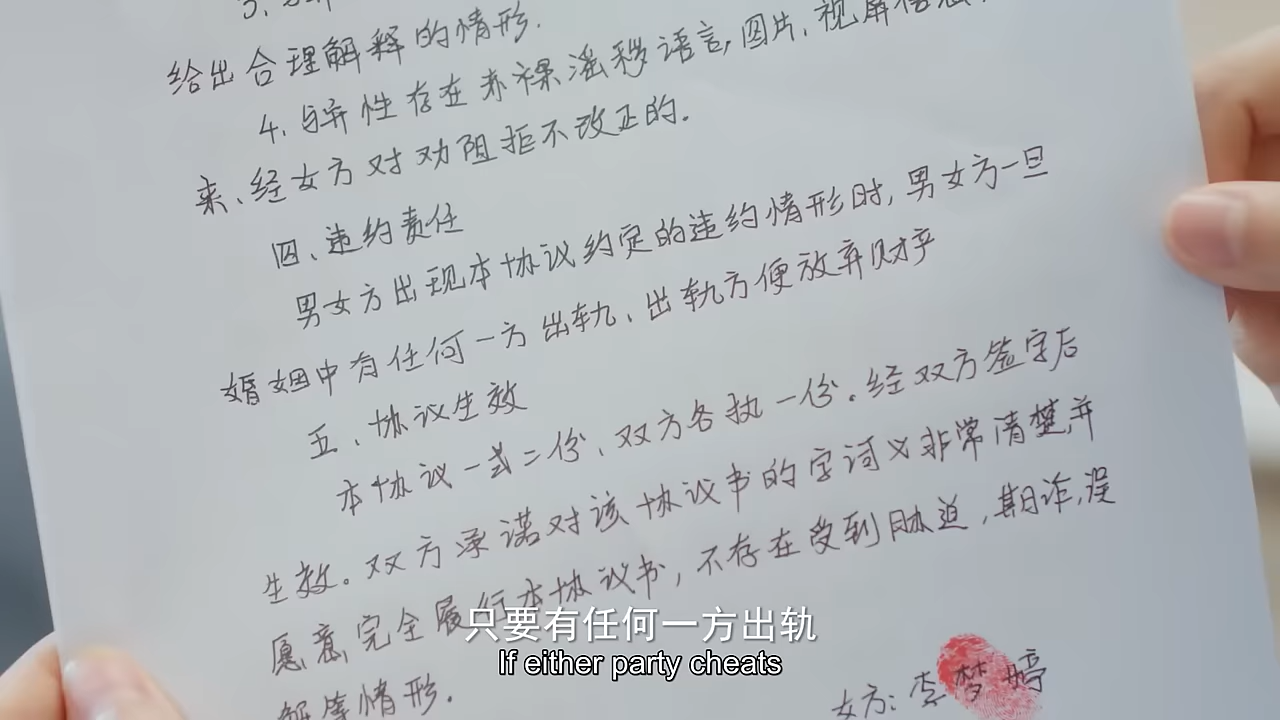 3、
给出合理解释的情形.
4. 与异性存在赤裸淫秽语言,图片、视屏信息
来、经女方对劝阻拒不改正的.
四、违约责任
男女方出现本协议约定的违约情形时,男女方一旦
婚姻中有任何一方出轨、出轨方便放弃财产
五、协议生效
本协议一式二份、双方各执一份.经双方签字后
生效。双方承诺对该协议书的字词义非常清楚并
愿意完全履行本协议书,不存在受到胁迫,期诈,误
解等情形.
女方:李梦婷
只要有任何一方出轨
If either party cheats